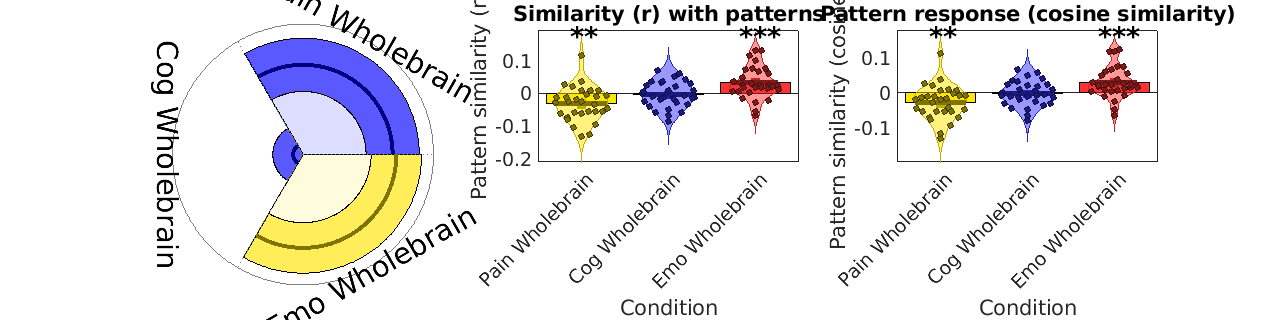 Wholebrain
Cog Wholebrain
Emo Wholebrain
Similarity (r) with patterns
Pattern similarity (r
** ***
0.1
0
-0.1
-0.2
Pain Wholebrain
Cog Wholebrain
Emo Wholebrain
Condition
Pattern response (cosine similarity)
Pattern similarity (cosine
** ***
0.1
0
-0.1
Pain Wholebrain
Cog Wholebrain
Emo Wholebrain
Condition